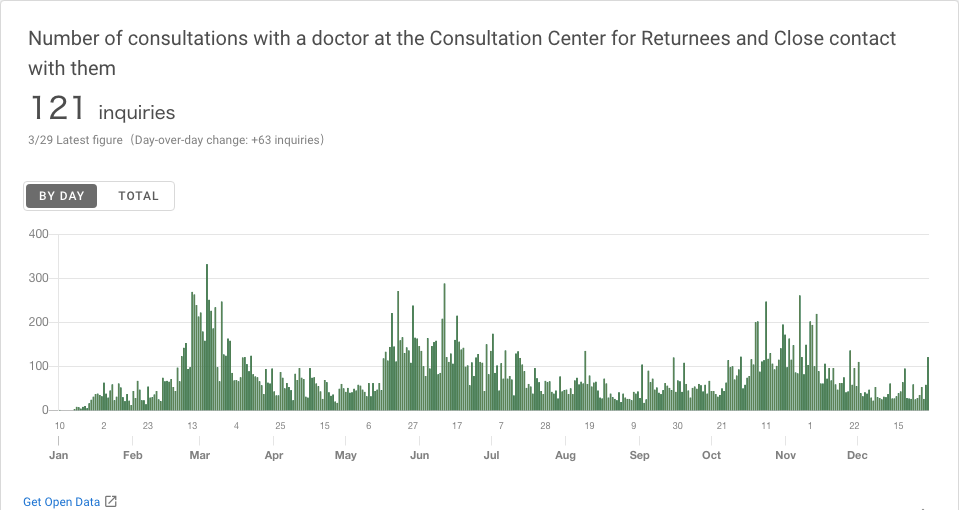 Number of consultations with a doctor at the Consultation Center for Returnees and Close contact
with them
121 inquiries
3/29 Latest figure（Day-over-day change: +63 inquiries）
BY DAY TOTAL
400
300
200
100
0
10 2 23 13 4 25 15 6 27 17 7 28 19 9 30 21 11 1 22 15
Jan Feb Mar Apr May Jun Jul Aug Sep Oct Nov Dec
Get Open Data